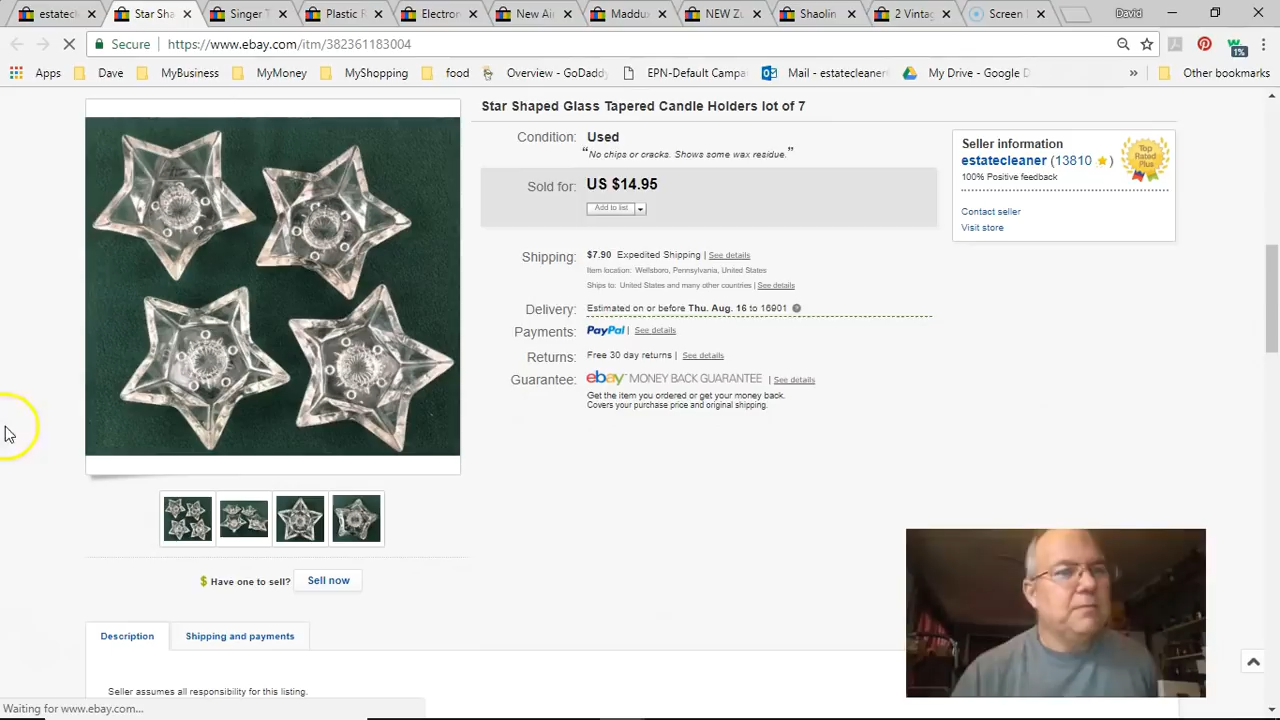 estatec
Star Sha
Singer T
Plastic R
Electron
New A
Maddu
NEW Z
Shaolin
2 Vintag
Screen
David
Secure
https://www.ebay.com/itm/382361183004
1%
Apps
Dave
MyBusiness
MyMoney
MyShopping
food
Overview - GoDaddy
EPN-Default Campa
Mail - estatecleaner
My Drive - Google D
»
Other bookmarks
Star Shaped Glass Tapered Candle Holders lot of 7
Condition: Used
“No chips or cracks. Shows some wax residue.”
Sold for: US $14.95
Add to list
Shipping: $7.90 Expedited Shipping | See details
Item location: Wellsboro, Pennsylvania, United States
Ships to: United States and many other countries | See details
Delivery: Estimated on or before Thu. Aug. 16 to 16901
Payments: PayPal | See details
Returns: Free 30 day returns | See details
Guarantee: ebay MONEY BACK GUARANTEE | See details
Get the item you ordered or get your money back.
Covers your purchase price and original shipping.
Seller information
estatecleaner (13810 )
100% Positive feedback
Top
Rated
Plus
Contact seller
Visit store
$ Have one to sell? Sell now
Description
Shipping and payments
Seller assumes all responsibility for this listing.
Waiting for www.ebay.com...